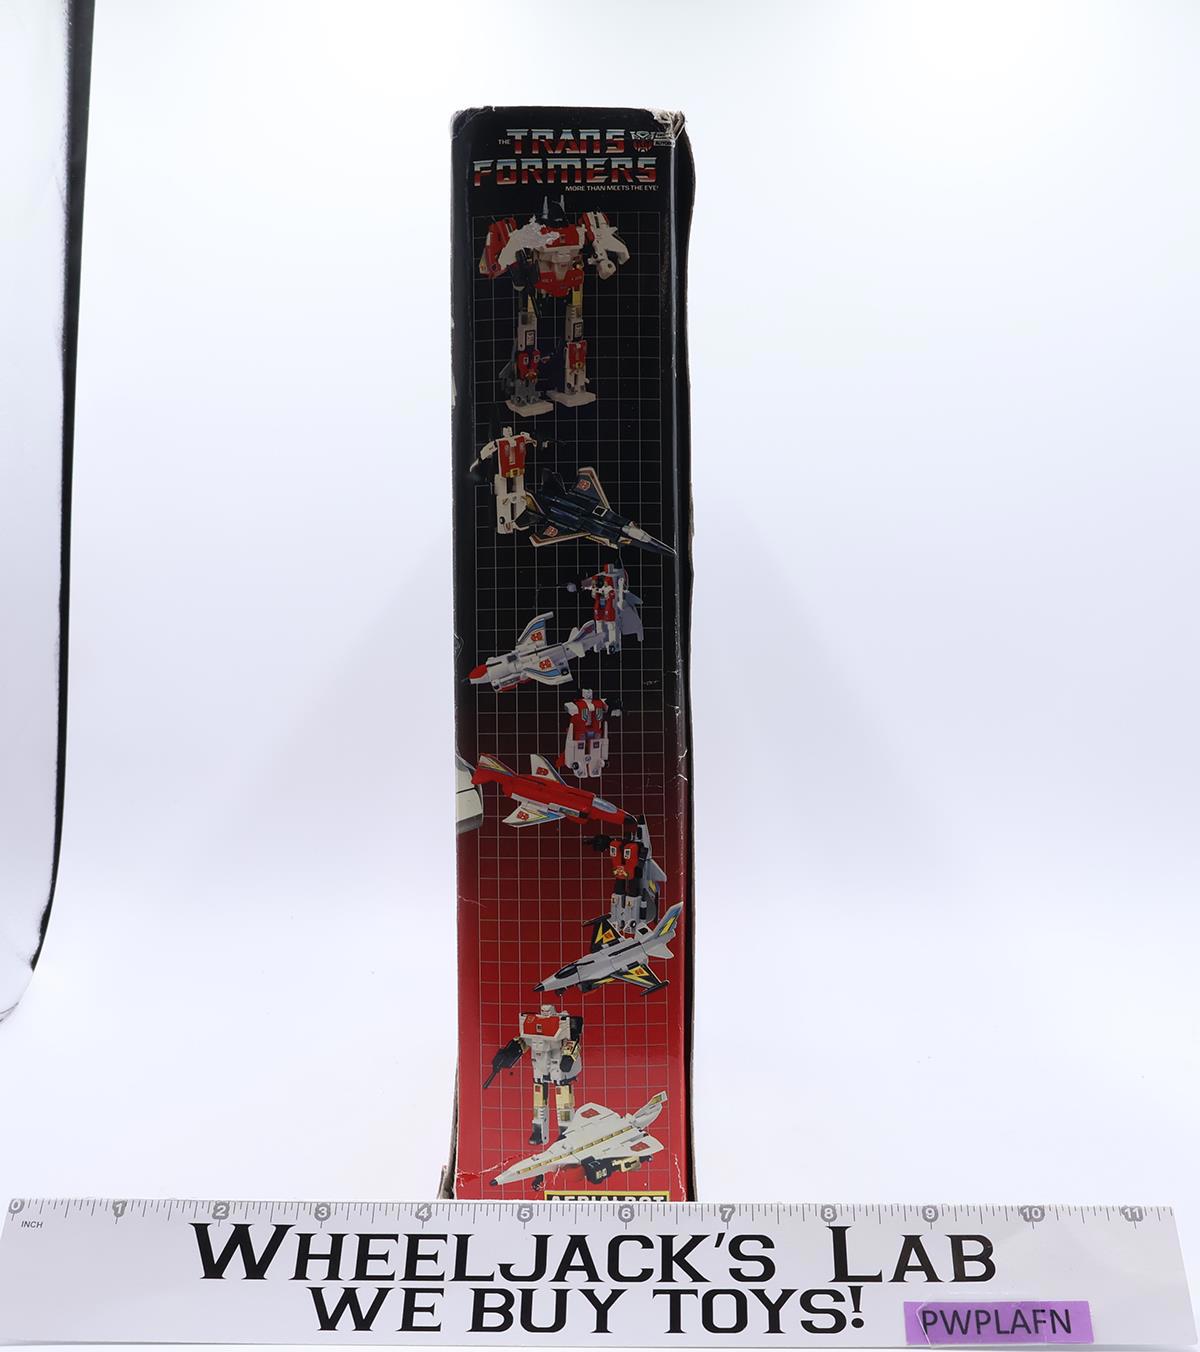 THE TRANS
FORMERS
MORE THAN MEETS THE EYE!
AERIALBOT
0 1 2 3 4 5 6 7 8 9 10 11
INCH
WHEELJACK'S LAB
WE BUY TOYS!
PWPLAFN